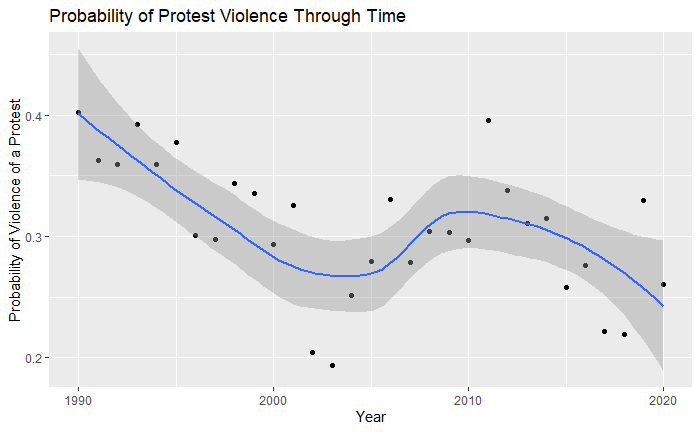 Probability of Protest Violence Through Time
Probability of Violence of a Protest
0.4
0.3
0.2
1990
2000
2010
2020
Year